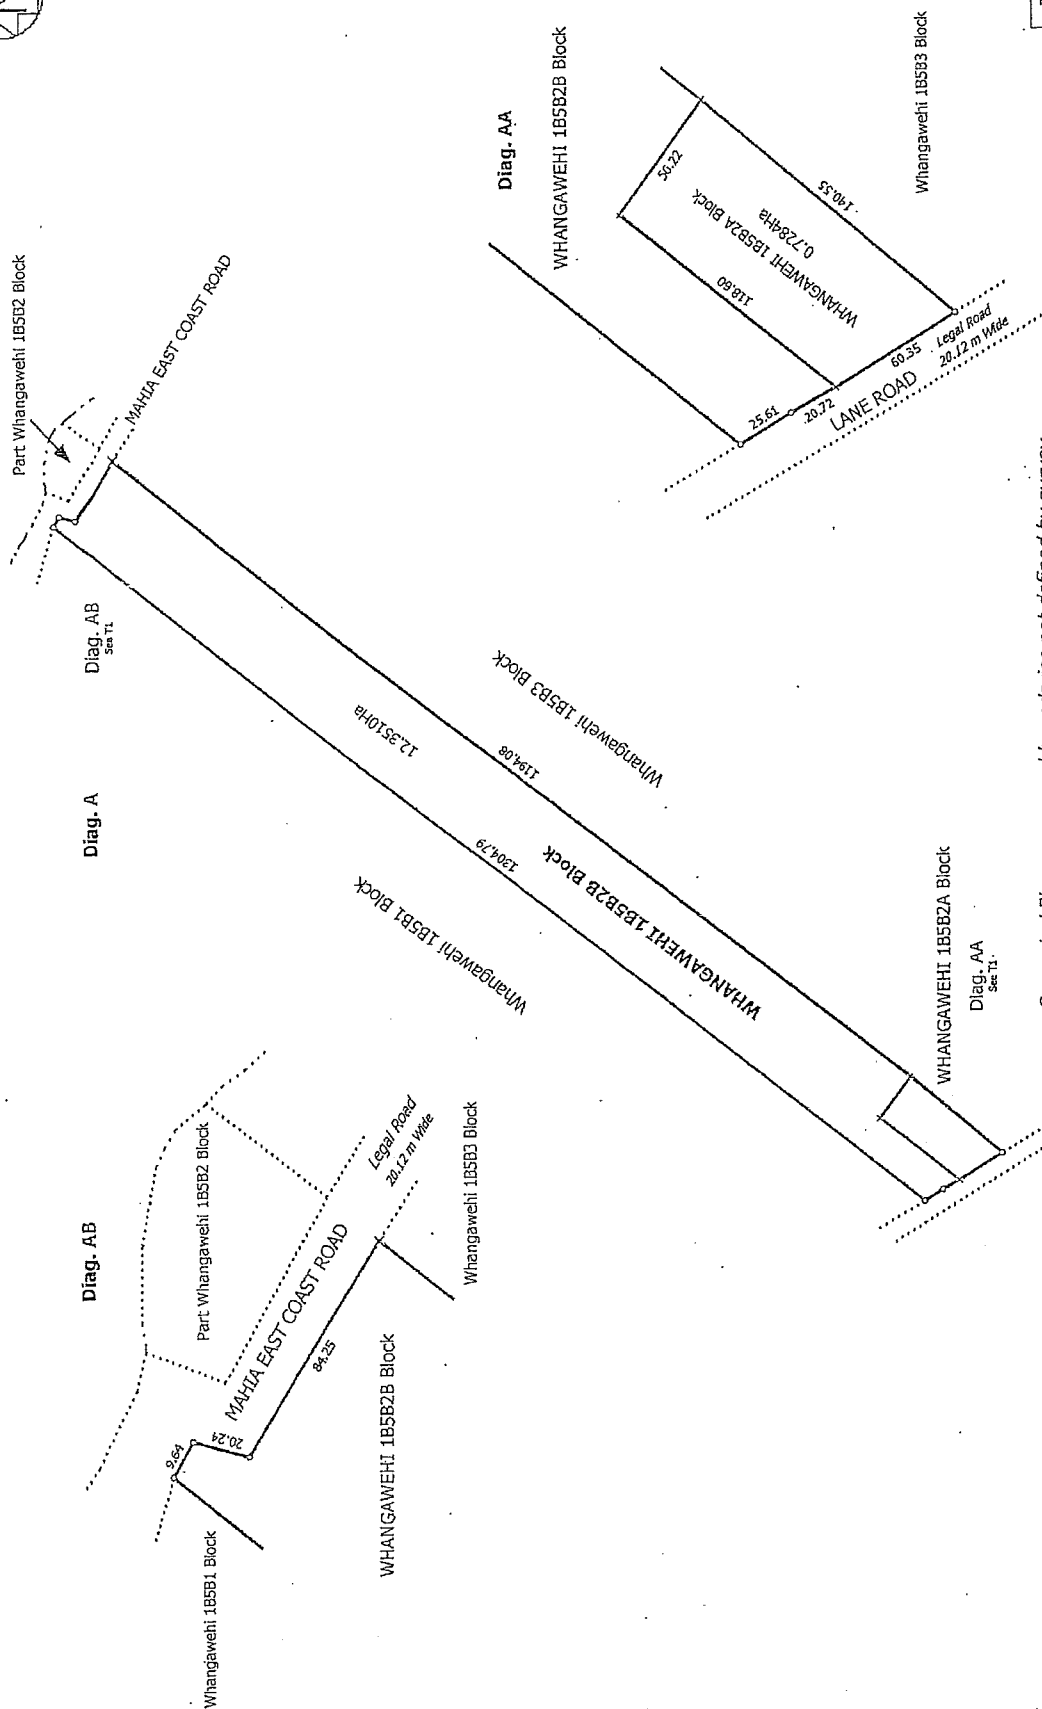 Diag. AB
Part Whangawehi 1B5B2 Block
MAHIA EAST COAST ROAD
Legal Road
20.12 m Wide
9.64
20.24
84.25
Whangawehi 1B5B1 Block
WHANGAWEHI 1B5B2B Block
Whangawehi 1B5B3 Block
Diag. A
Diag. AB
See T1
Part Whangawehi 1B5B2 Block
MAHIA EAST COAST ROAD
Whangawehi 1B5B1 Block
1304.79
12.3510Ha
WHANGAWEHI 1B5B2B Block
1194.08
Whangawehi 1B5B3 Block
WHANGAWEHI 1B5B2A Block
Diag. AA
See T1
Diag. AA
WHANGAWEHI 1B5B2B Block
50.22
WHANGAWEHI 1B5B2A Block
0.7284Ha
118.60
140.55
25.61
20.72
60.35
LANE ROAD
Legal Road
20.12 m Wide
Whangawehi 1B5B3 Block
not defined by